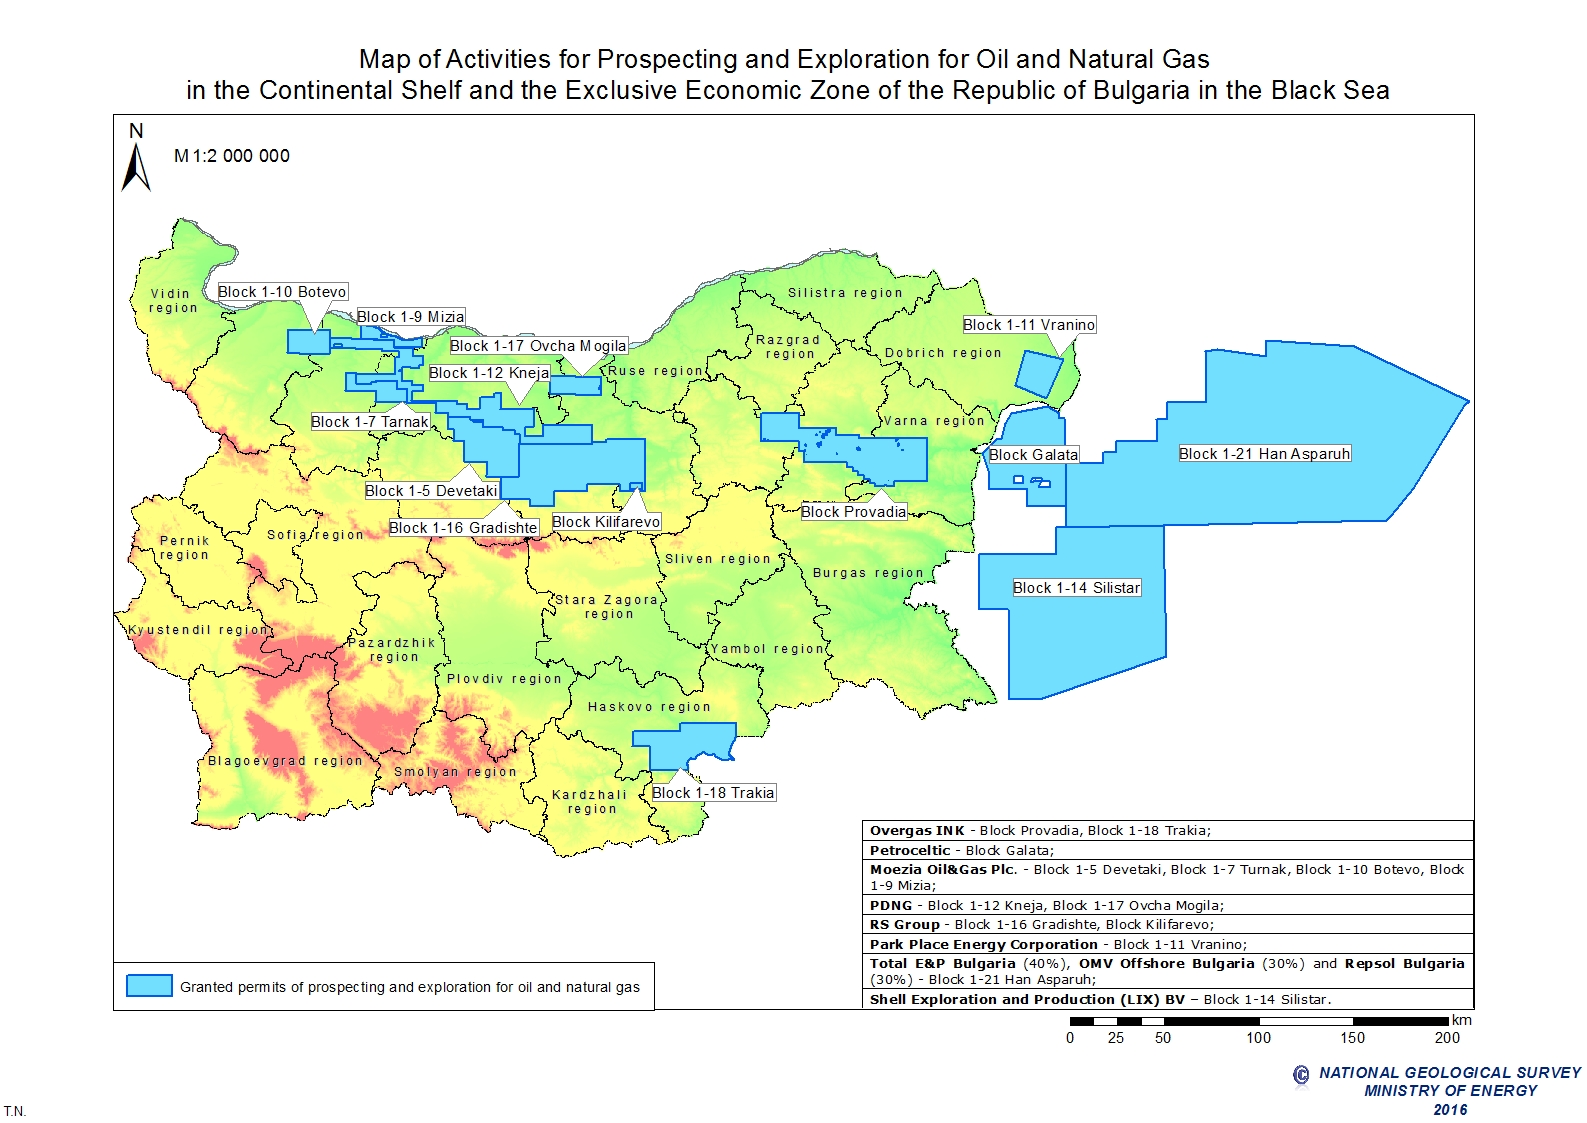 Map of Activities for Prospecting and Exploration for Oil and Natural Gas
in the Continental Shelf and the Exclusive Economic Zone of the Republic of Bulgaria in the Black Sea
N
M 1:2 000 000
Vidin
region
Block 1-10 Botevo
Block 1-9 Mizia
Block 1-17 Ovcha Mogila
Block 1-12 Kneja
Block 1-7 Tarnak
Silistra region
Razgrad
region
Ruse region
Dobrich region
Block 1-11 Vranino
Varna region
Block Galata
Block 1-21 Han Asparuh
Block 1-5 Devetaki
Block 1-16 Gradishte
Block Kilifarevo
Block Provadia
Pernik
region
Sofia region
Sliven region
Burgas region
Block 1-14 Silistar
Stara Zagora
region
Kyustendil region
Pazardzhik
region
Yambol region
Plovdiv region
Haskovo region
Blagoevgrad region
Smolyan region
Kardzhali
region
Block 1-18 Trakia
Overgas INK - Block Provadia, Block 1-18 Trakia;
Petroceltic - Block Galata;
Moezia Oil&Gas Plc. - Block 1-5 Devetaki, Block 1-7 Turnak, Block 1-10 Botevo, Block
1-9 Mizia;
PDNG - Block 1-12 Kneja, Block 1-17 Ovcha Mogila;
RS Group - Block 1-16 Gradishte, Block Kilifarevo;
Park Place Energy Corporation - Block 1-11 Vranino;
Total E&P Bulgaria (40%), OMV Offshore Bulgaria (30%) and Repsol Bulgaria
(30%) - Block 1-21 Han Asparuh;
Shell Exploration and Production (LIX) BV – Block 1-14 Silistar.
Granted permits of prospecting and exploration for oil and natural gas
km
0 25 50 100 150 200
© NATIONAL GEOLOGICAL SURVEY
MINISTRY OF ENERGY
2016
T.N.